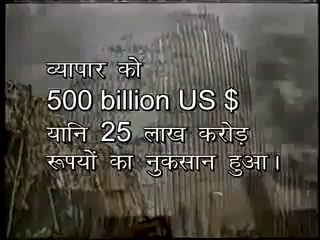 व्यापार को
500 billion US $
यानि 25 लाख करोड़
रूपयों का नुकसान हुआ।